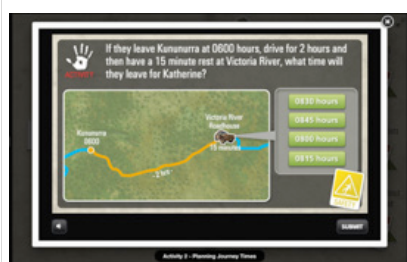 If they leave Kununurra at 0600 hours, drive for 2 hours and
then have a 15 minute rest at Victoria River, what time will
they leave for Katherine?
ACTIVITY
Victoria River
Roadhouse
Kununurra
0600
15 minutes
~2 hrs
0830 hours
0845 hours
0800 hours
0815 hours
SAFETY
SUBMIT
Activity 2 - Planning Journey Times